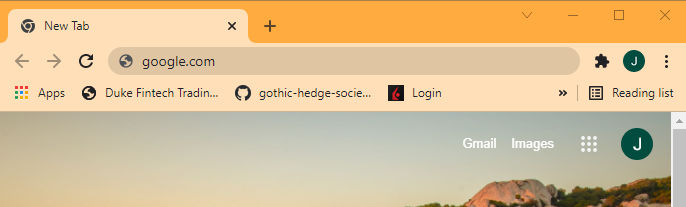 New Tab
google.com J
Apps Duke Fintech Tradin... gothic-hedge-socie... Login » Reading list
Gmail Images J